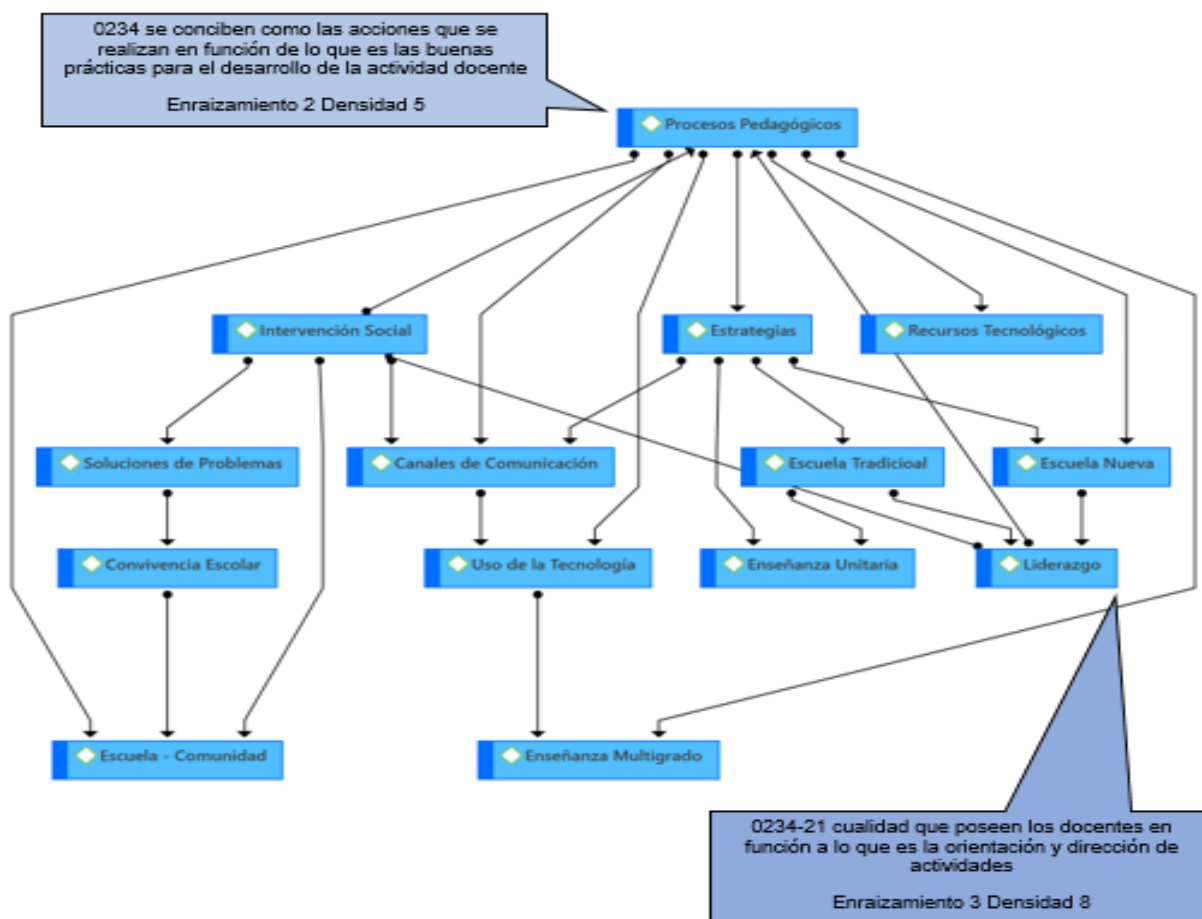 0234 se conciben como las acciones que se
realizan en función de lo que es las buenas
prácticas para el desarrollo de la actividad docente
Enraizamiento 2 Densidad 5
Procesos Pedagógicos
Intervención Social
Estrategias
Recursos Tecnológicos
Soluciones de Problemas
Canales de Comunicación
Escuela Tradicioal
Escuela Nueva
Convivencia Escolar
Uso de la Tecnología
Enseñanza Unitaria
Liderazgo
Escuela - Comunidad
Enseñanza Multigrado
0234-21 cualidad que poseen los docentes en
función a lo que es la orientación y dirección de
actividades
Enraizamiento 3 Densidad 8